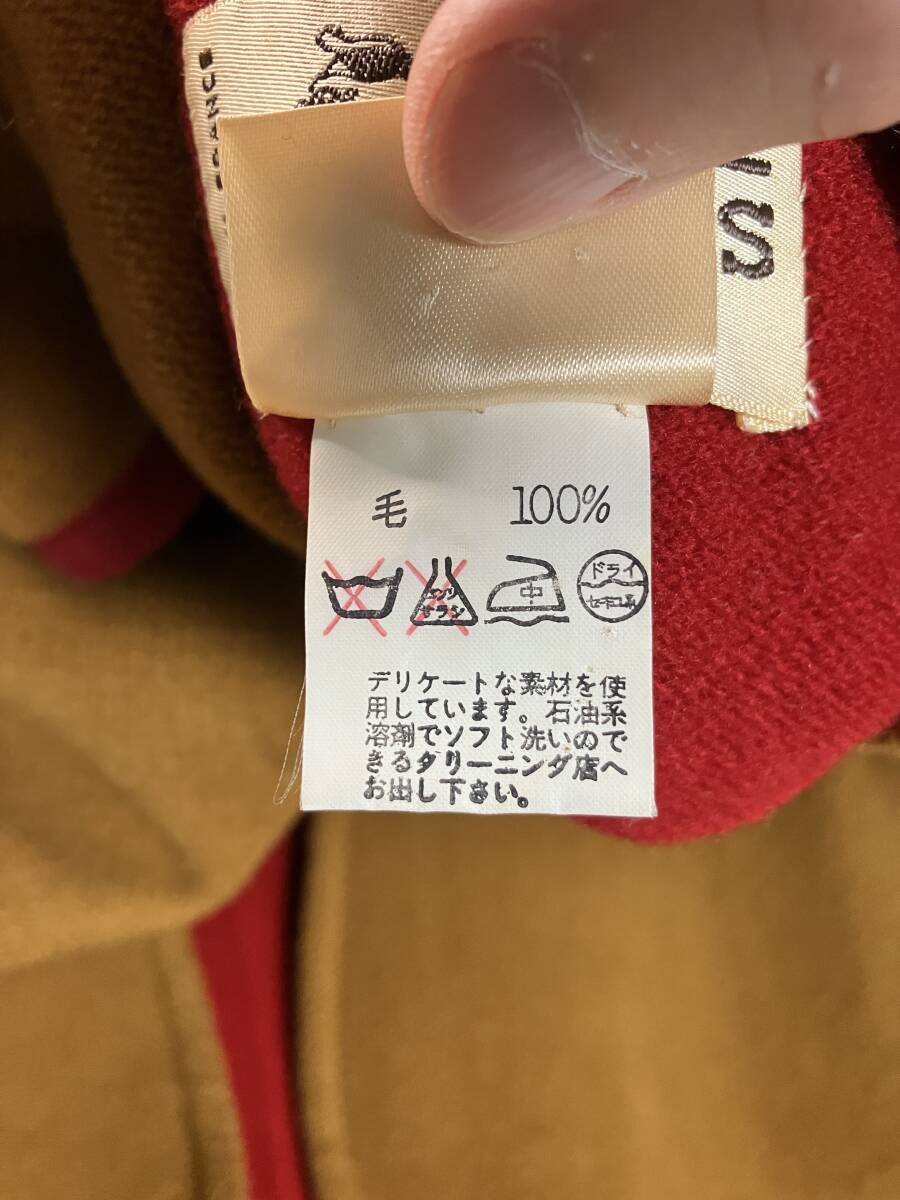 IS
毛 100%
エンソ
サラシ
中
ドライ
セキユ系
デリケートな素材を使
用しています。石油系
溶剤でソフト洗いので
きるクリーニング店へ
お出し下さい。